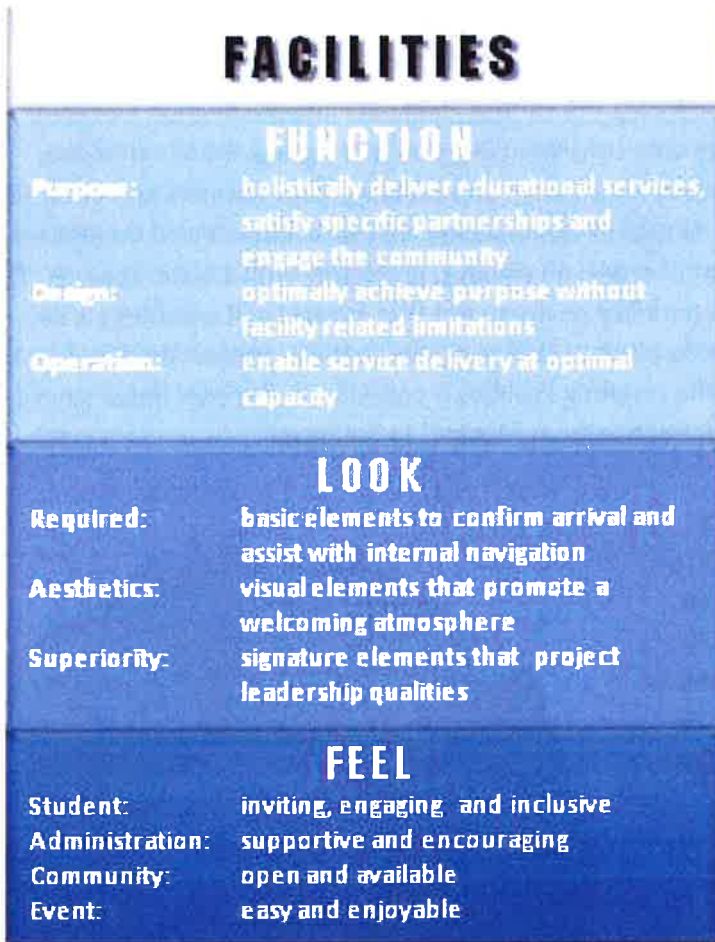 FACILITIES
FUNCTION
Purpose: holistically deliver educational services,
satisfy specific partnerships and
engage the community
Design: optimally achieve purpose without
facility related limitations
Operation: enable service delivery at optimal
capacity
LOOK
Required: basic elements to confirm arrival and
assist with internal navigation
Aesthetics: visual elements that promote a
welcoming atmosphere
Superiority: signature elements that project
leadership qualities
FEEL
Student: inviting, engaging and inclusive
Administration: supportive and encouraging
Community: open and available
Event: easy and enjoyable